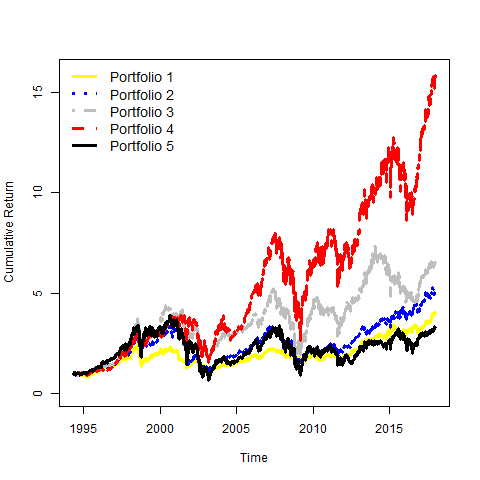 Portfolio 1
Portfolio 2
Portfolio 3
Portfolio 4
Portfolio 5
15
10
5
0
Cumulative Return
1995 2000 2005 2010 2015
Time